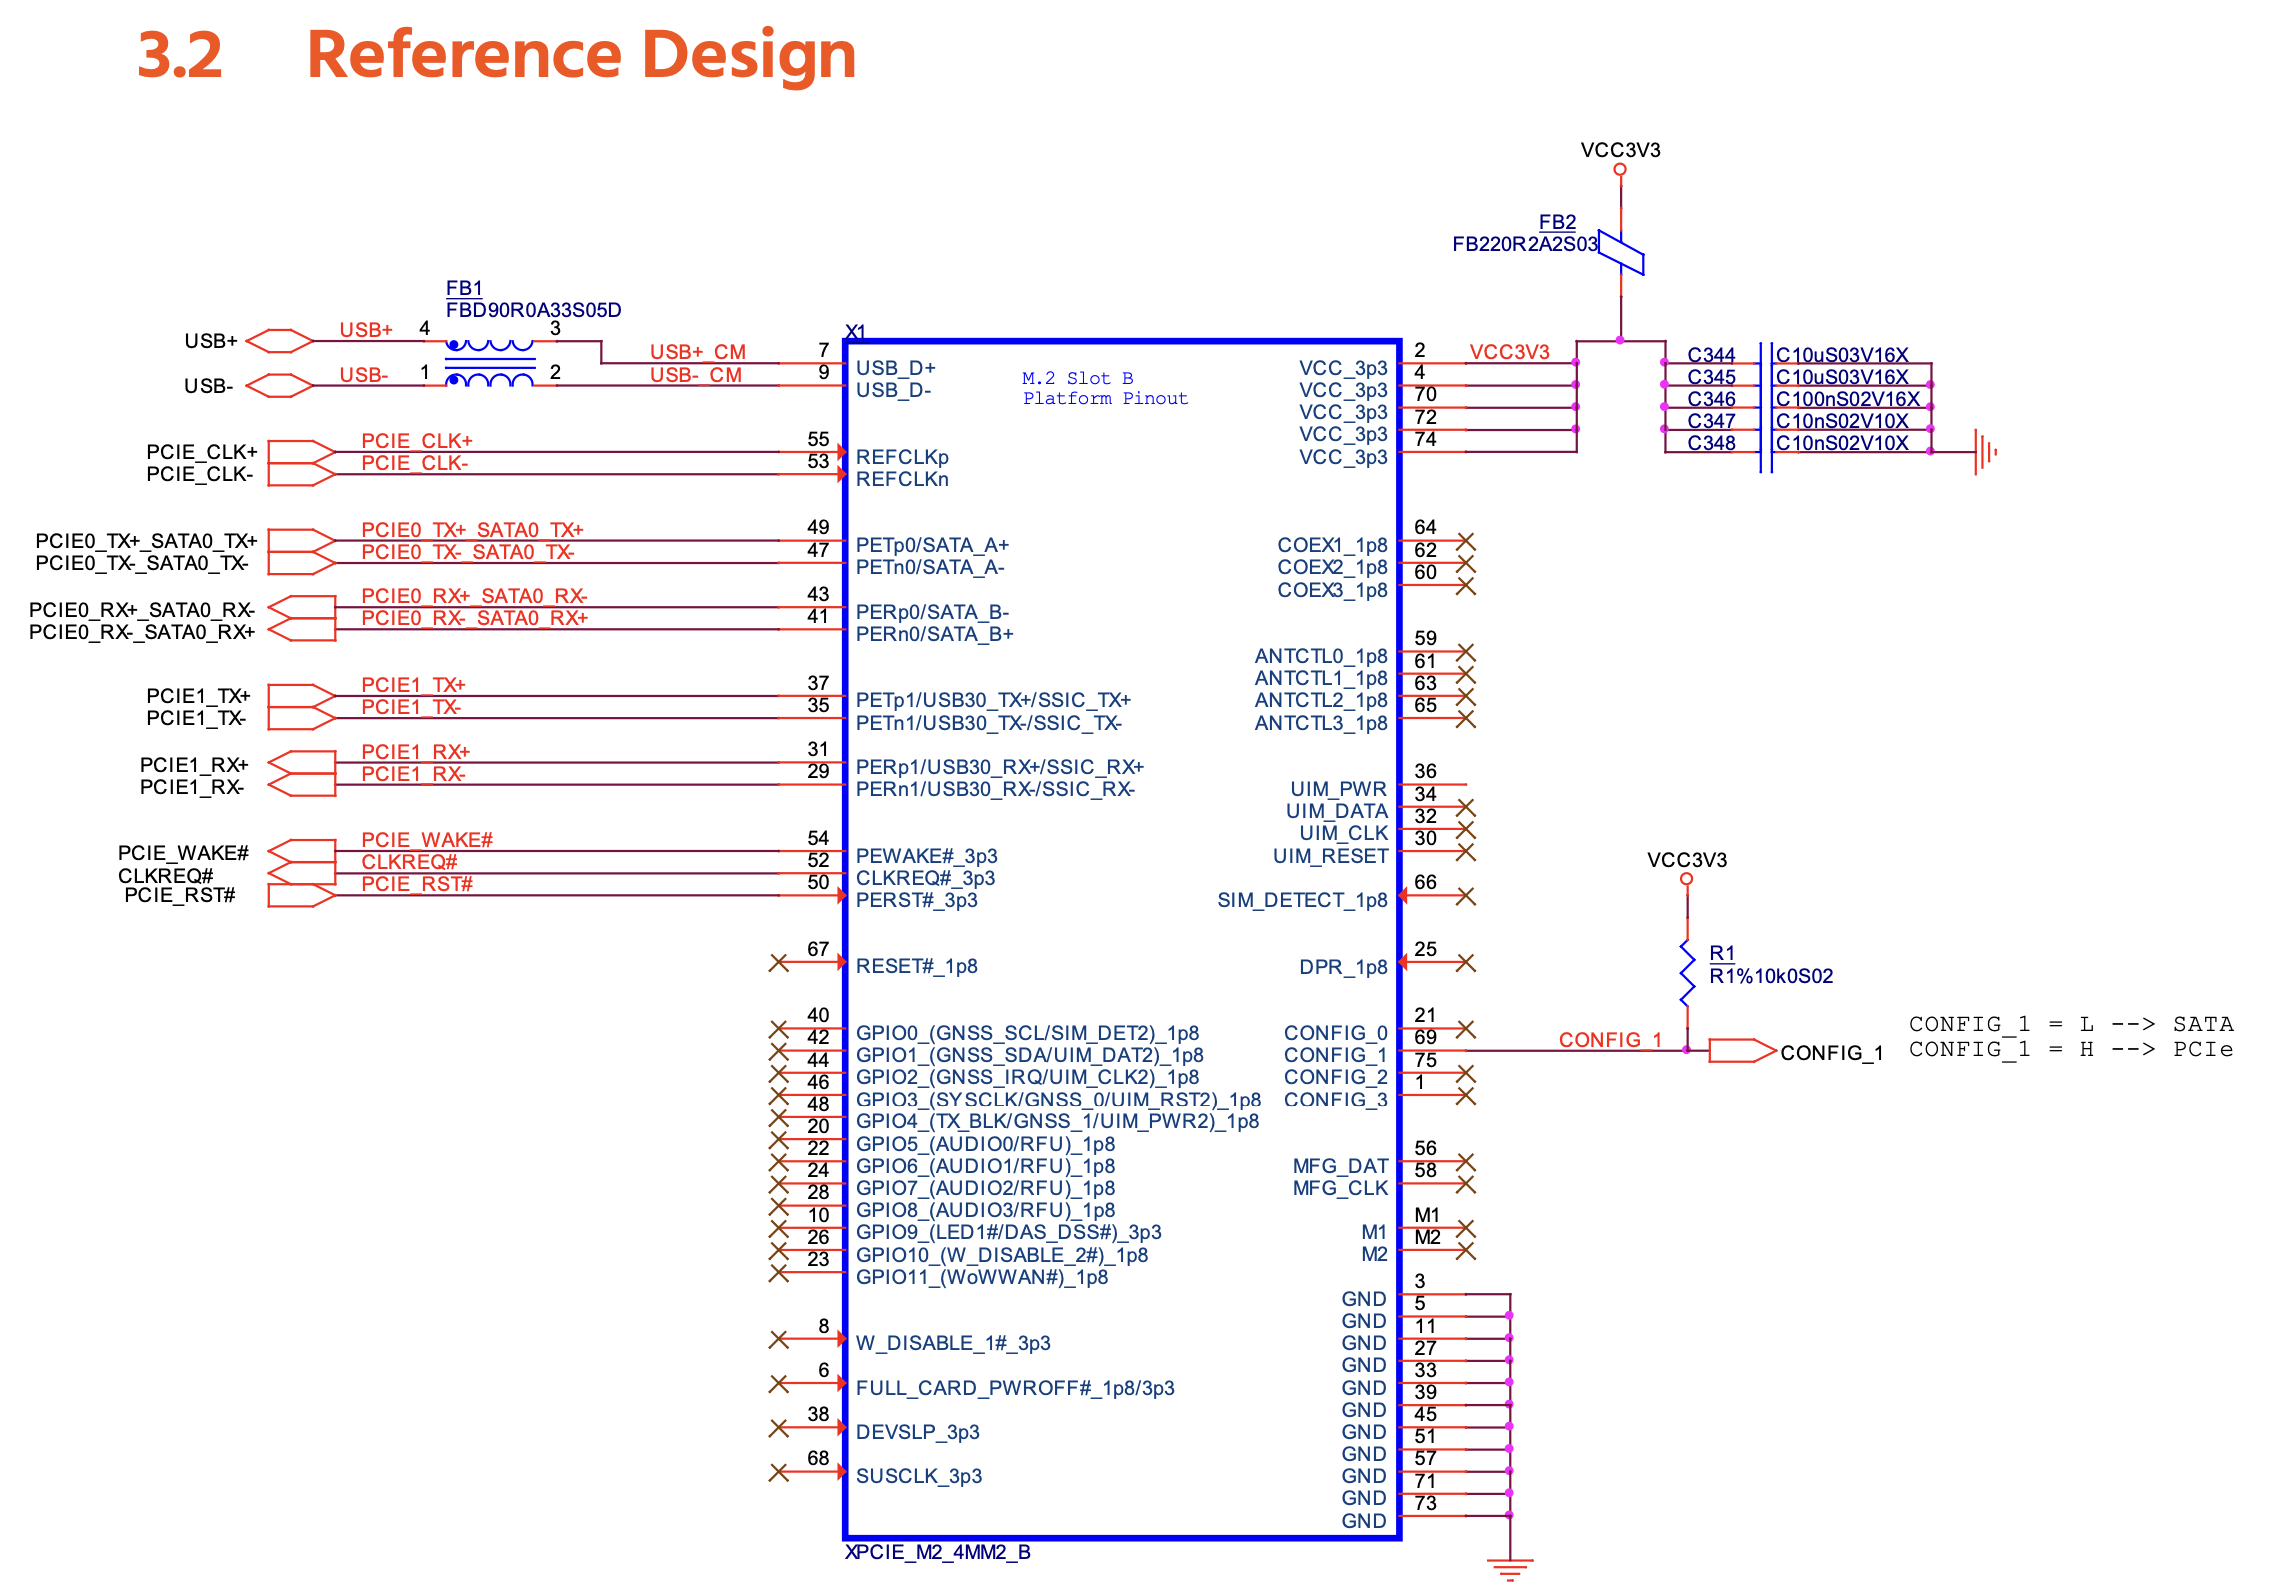 3.2 Reference Design
VCC3V3
FB2
FB220R2A2S03
FB1
FBD90R0A33S05D
USB+ USB+ 4 3
USB+_CM 7 USB_D+
USB- USB- 1 2 USB-_CM 9 USB_D-
X1
M.2 Slot B
Platform Pinout
PCIE_CLK+ PCIE_CLK+ 55 REFCLKp
PCIE_CLK- PCIE_CLK- 53 REFCLKn
PCIE0_TX+_SATA0_TX+ PCIE0_TX+_SATA0_TX+ 49 PETp0/SATA_A+
PCIE0_TX-_SATA0_TX- PCIE0_TX-_SATA0_TX- 47 PETn0/SATA_A-
PCIE0_RX+_SATA0_RX- PCIE0_RX+_SATA0_RX- 43 PERp0/SATA_B-
PCIE0_RX-_SATA0_RX+ PCIE0_RX-_SATA0_RX+ 41 PERn0/SATA_B+
PCIE1_TX+ PCIE1_TX+ 37 PETp1/USB30_TX+/SSIC_TX+
PCIE1_TX- PCIE1_TX- 35 PETn1/USB30_TX-/SSIC_TX-
PCIE1_RX+ PCIE1_RX+ 31 PERp1/USB30_RX+/SSIC_RX+
PCIE1_RX- PCIE1_RX- 29 PERn1/USB30_RX-/SSIC_RX-
PCIE_WAKE# PCIE_WAKE# 54 PEWAKE#_3p3
CLKREQ# CLKREQ# 52 CLKREQ#_3p3
PCIE_RST# PCIE_RST# 50 PERST#_3p3
67 RESET#_1p8
40 GPIO0_(GNSS_SCL/SIM_DET2)_1p8
42 GPIO1_(GNSS_SDA/UIM_DAT2)_1p8
44 GPIO2_(GNSS_IRQ/UIM_CLK2)_1p8
46 GPIO3_(SYSCLK/GNSS_0/UIM_RST2)_1p8
48 GPIO4_(TX_BLK/GNSS_1/UIM_PWR2)_1p8
20 GPIO5_(AUDIO0/RFU)_1p8
22 GPIO6_(AUDIO1/RFU)_1p8
24 GPIO7_(AUDIO2/RFU)_1p8
28 GPIO8_(AUDIO3/RFU)_1p8
10 GPIO9_(LED1#/DAS_DSS#)_3p3
26 GPIO10_(W_DISABLE_2#)_1p8
23 GPIO11_(WoWWAN#)_1p8
8 W_DISABLE_1#_3p3
6 FULL_CARD_PWROFF#_1p8/3p3
38 DEVSLP_3p3
68 SUSCLK_3p3
XPCIE_M2_4MM2_B
VCC_3p3 2 VCC3V3 C344 C10uS03V16X
VCC_3p3 4 C345 C10uS03V16X
VCC_3p3 70 C346 C100nS02V16X
VCC_3p3 72 C347 C10nS02V10X
VCC_3p3 74 C348 C10nS02V10X
COEX1_1p8 64
COEX2_1p8 62
COEX3_1p8 60
ANTCTL0_1p8 59
ANTCTL1_1p8 61
ANTCTL2_1p8 63
ANTCTL3_1p8 65
UIM_PWR 36
UIM_DATA 34
UIM_CLK 32
UIM_RESET 30
SIM_DETECT_1p8 66
DPR_1p8 25
VCC3V3
R1
R1%10k0S02
CONFIG_0 21
CONFIG_1 69 CONFIG_1 CONFIG_1
CONFIG_2 75
CONFIG_3 1
CONFIG_1 = L --> SATA
CONFIG_1 = H --> PCIe
MFG_DAT 56
MFG_CLK 58
M1 M1
M2 M2
GND 3
GND 5
GND 11
GND 27
GND 33
GND 39
GND 45
GND 51
GND 57
GND 71
GND 73